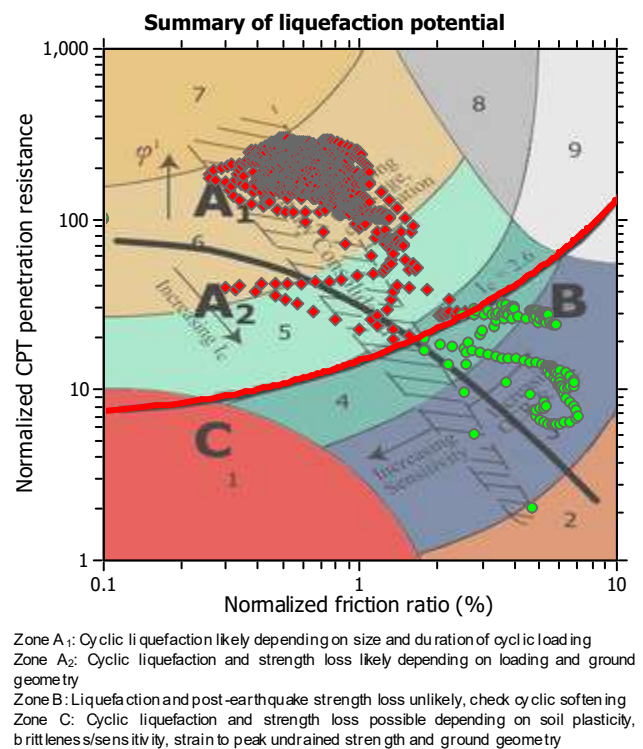 Summary of liquefaction potential
1,000
7
8
9
φ'
A1
100
6
Ic = 2.6
B
A2
Increasing Ic
5
10
4
C
1
Increasing
Sensitivity
2
1
0.1
1
10
Normalized CPT penetration resistance
Normalized friction ratio (%)
Zone A1: Cyclic liquefaction likely depending on size and duration of cyclic loading
Zone A2: Cyclic liquefaction and strength loss likely depending on loading and ground
geometry
Zone B: Liquefaction and post-earthquake strength loss unlikely, check cyclic softening
Zone C: Cyclic liquefaction and strength loss possible depending on soil plasticity,
brittleness/sensitivity, strain to peak undrained strength and ground geometry